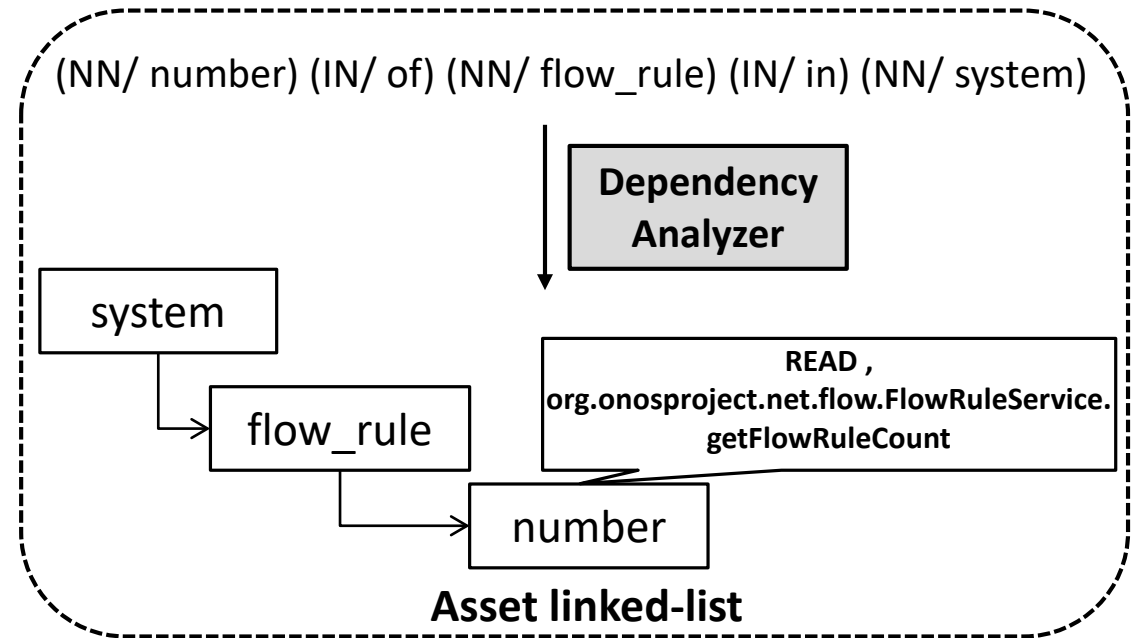 (NN/ number) (IN/ of) (NN/ flow_rule) (IN/ in) (NN/ system)
Dependency
Analyzer
system
READ ,
org.onosproject.net.flow.FlowRuleService.
getFlowRuleCount
flow_rule
number
Asset linked-list